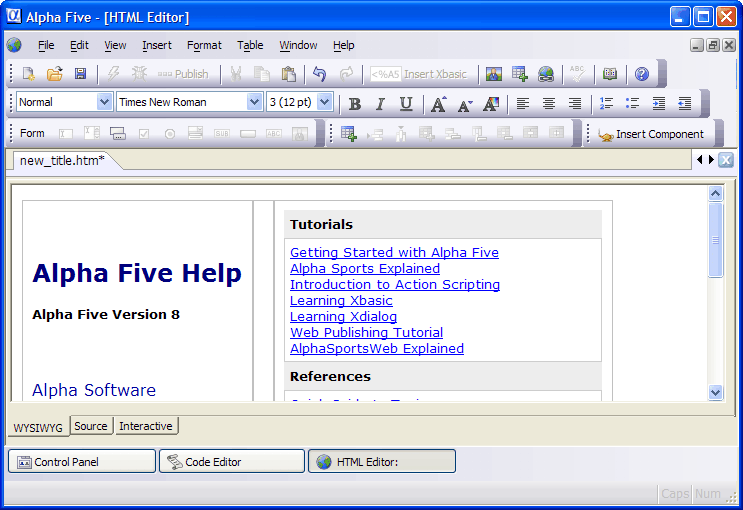 Alpha Five - [HTML Editor]
File Edit View Insert Format Table Window Help
Publish <%A5 Insert Xbasic ABC
Normal Times New Roman 3 (12 pt) B I U A A A
Form SUB ABC Insert Component
new_title.htm*
Alpha Five Help
Alpha Five Version 8
Alpha Software
Tutorials
Getting Started with Alpha Five
Alpha Sports Explained
Introduction to Action Scripting
Learning Xbasic
Learning Xdialog
Web Publishing Tutorial
AlphaSportsWeb Explained
References
WYSIWYG Source Interactive
Control Panel Code Editor HTML Editor:
Caps Num